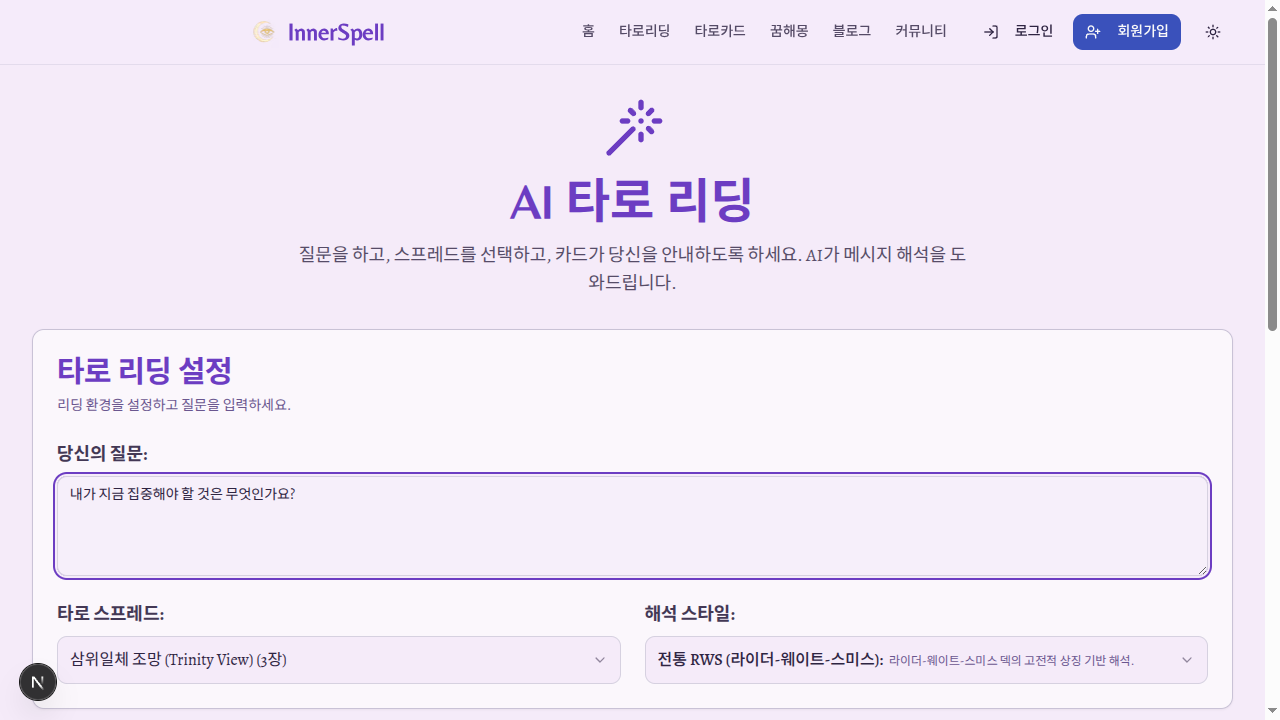 InnerSpell
홈 타로리딩 타로카드 꿈해몽 블로그 커뮤니티 로그인 회원가입
AI 타로 리딩
질문을 하고, 스프레드를 선택하고, 카드가 당신을 안내하도록 하세요. AI가 메시지 해석을 도
와드립니다.
타로 리딩 설정
리딩 환경을 설정하고 질문을 입력하세요.
당신의 질문:
내가 지금 집중해야 할 것은 무엇인가요?
타로 스프레드:
해석 스타일:
삼위일체 조망 (Trinity View) (3장)
전통 RWS (라이더-웨이트-스미스): 라이더-웨이트-스미스 덱의 고전적 상징 기반 해석.
N